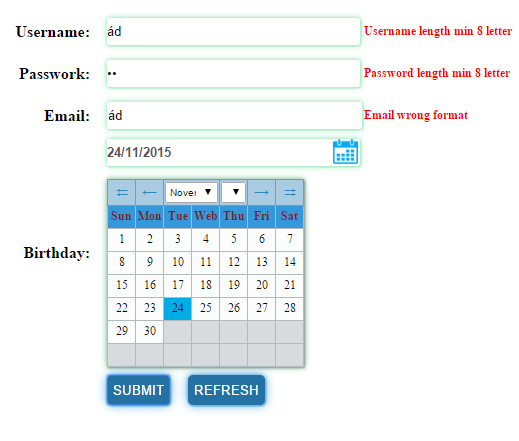 Username: ád Username length min 8 letter
Passwork: •• Password length min 8 letter
Email: ád Email wrong format
24/11/2015
Birthday:
⇇ ← Nover ▼ ▼ → ⇉
Sun Mon Tue Web Thu Fri Sat
1 2 3 4 5 6 7
8 9 10 11 12 13 14
15 16 17 18 19 20 21
22 23 24 25 26 27 28
29 30
SUBMIT REFRESH